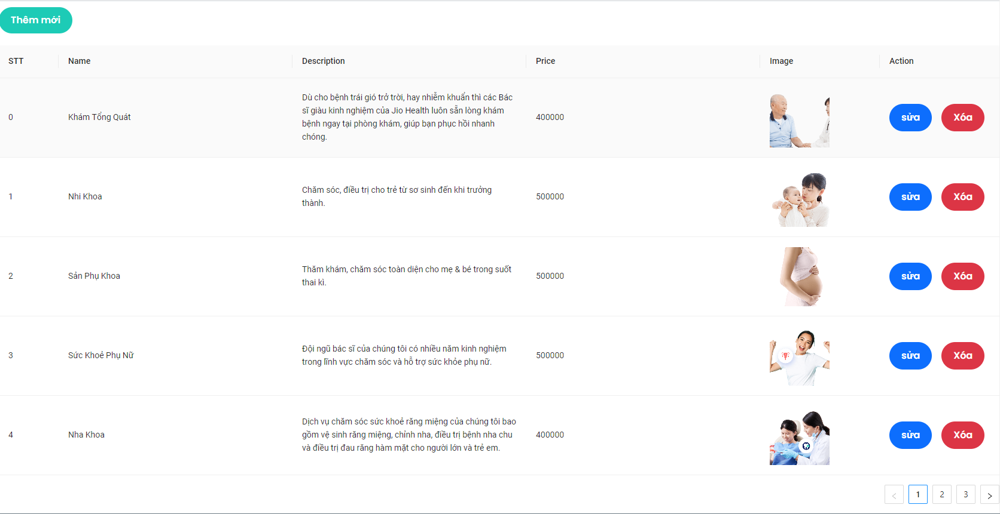 Thêm mới
STT Name Description Price Image Action
0 Khám Tổng Quát Dù cho bệnh trái gió trở trời, hay nhiễm khuẩn thì các Bác
sĩ giàu kinh nghiệm của Jio Health luôn sẵn lòng khám
bệnh ngay tại phòng khám, giúp bạn phục hồi nhanh
chóng. 400000 sửa Xóa
1 Nhi Khoa Chăm sóc, điều trị cho trẻ từ sơ sinh đến khi trưởng
thành. 500000 sửa Xóa
2 Sản Phụ Khoa Thăm khám, chăm sóc toàn diện cho mẹ & bé trong suốt
thai kì. 500000 sửa Xóa
3 Sức Khoẻ Phụ Nữ Đội ngũ bác sĩ của chúng tôi có nhiều năm kinh nghiệm
trong lĩnh vực chăm sóc và hỗ trợ sức khỏe phụ nữ. 500000 sửa Xóa
4 Nha Khoa Dịch vụ chăm sóc sức khoẻ răng miệng của chúng tôi bao
gồm vệ sinh răng miệng, chỉnh nha, điều trị bệnh nha chu
và điều trị đau răng hàm mặt cho người lớn và trẻ em. 400000 sửa Xóa
< 1 2 3 >